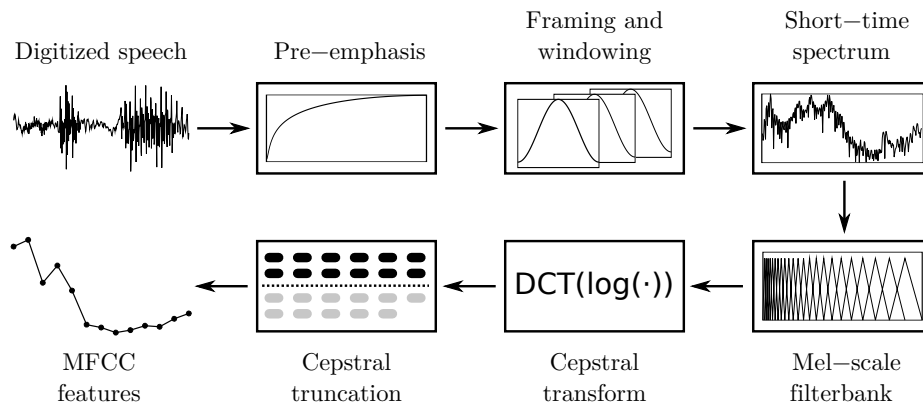 Digitized speech
Pre−emphasis
Framing and
windowing
Short−time
spectrum
DCT(log(·))
MFCC
features
Cepstral
truncation
Cepstral
transform
Mel−scale
filterbank